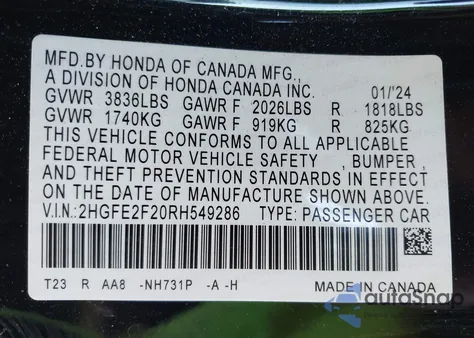 MFD.BY HONDA OF CANADA MFG.,
A DIVISION OF HONDA CANADA INC. 01/'24
GVWR 3836LBS GAWR F 2026LBS R 1818LBS
GVWR 1740KG GAWR F 919KG R 825KG
THIS VEHICLE CONFORMS TO ALL APPLICABLE
FEDERAL MOTOR VEHICLE SAFETY , BUMPER ,
AND THEFT PREVENTION STANDARDS IN EFFECT
ON THE DATE OF MANUFACTURE SHOWN ABOVE.
V.I.N.:2HGFE2F20RH549286 TYPE: PASSENGER CAR
T23 R AA8 -NH731P -A -H MADE IN CANADA
autoSnap